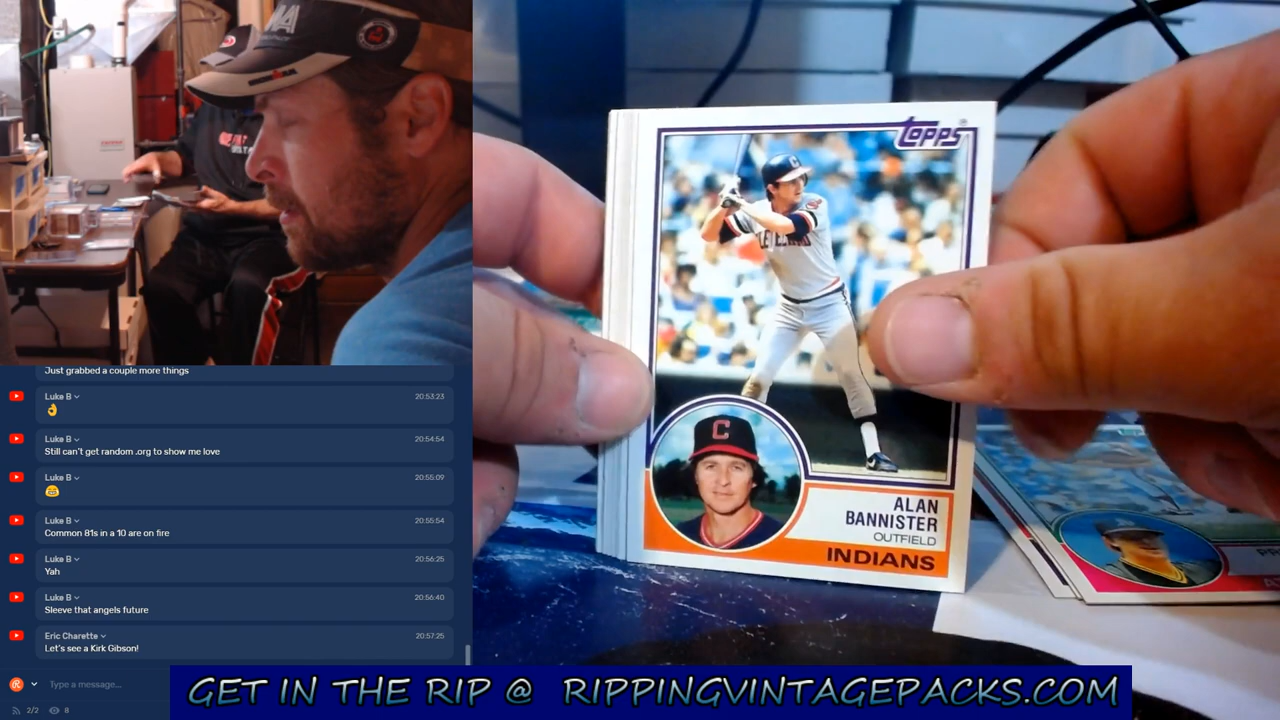 Just grabbed a couple more things
Luke B 20:53:23
👌
Luke B 20:54:54
Still can't get random .org to show me love
Luke B 20:55:09
😂
Luke B 20:55:54
Common 81s in a 10 are on fire
Luke B 20:56:25
Yah
Luke B 20:56:40
Sleeve that angels future
Eric Charette 20:57:25
Let's see a Kirk Gibson!
Type a message...
2/2 8
topps
C
ALAN
BANNISTER
OUTFIELD
INDIANS
GET IN THE RIP @ RIPPINGVINTAGEPACKS.COM